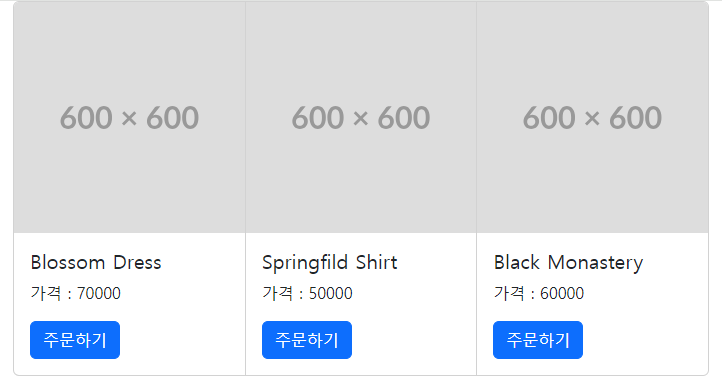 600 × 600
600 × 600
600 × 600
Blossom Dress
가격 : 70000
주문하기
Springfild Shirt
가격 : 50000
주문하기
Black Monastery
가격 : 60000
주문하기